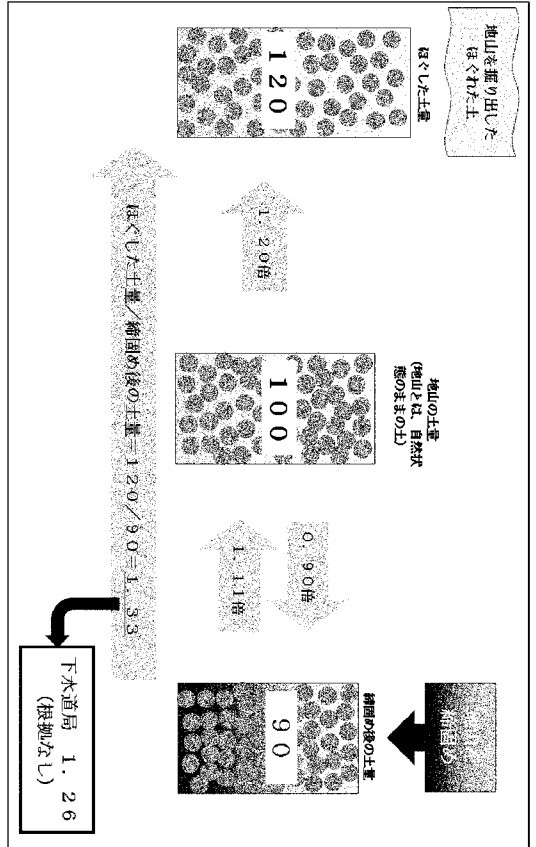 地山を掘り出した
ほぐれた土
ほぐした土量
120
1.20倍
地山の土量
(地山とは、自然状
態のままの土)
100
0.90倍
1.11倍
締固め
締固め後の土量
90
ほぐした土量/締固め後の土量=120/90=1.33
下水道局 1.26
(根拠なし)